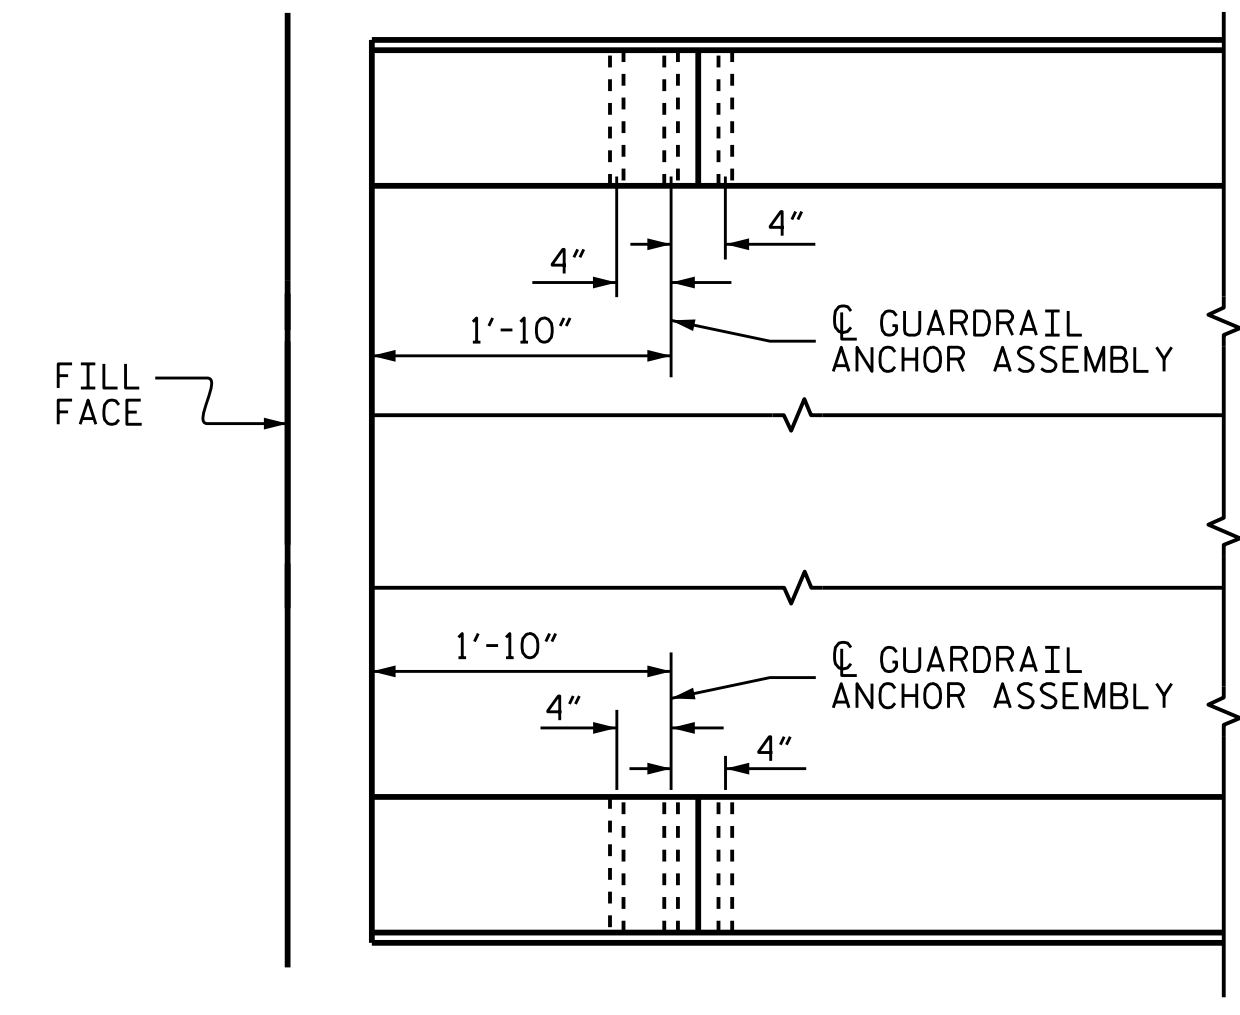 4″
4″
1′-10″
℄ GUARDRAIL
ANCHOR ASSEMBLY
FILL
FACE
1′-10″
℄ GUARDRAIL
ANCHOR ASSEMBLY
4″
4″